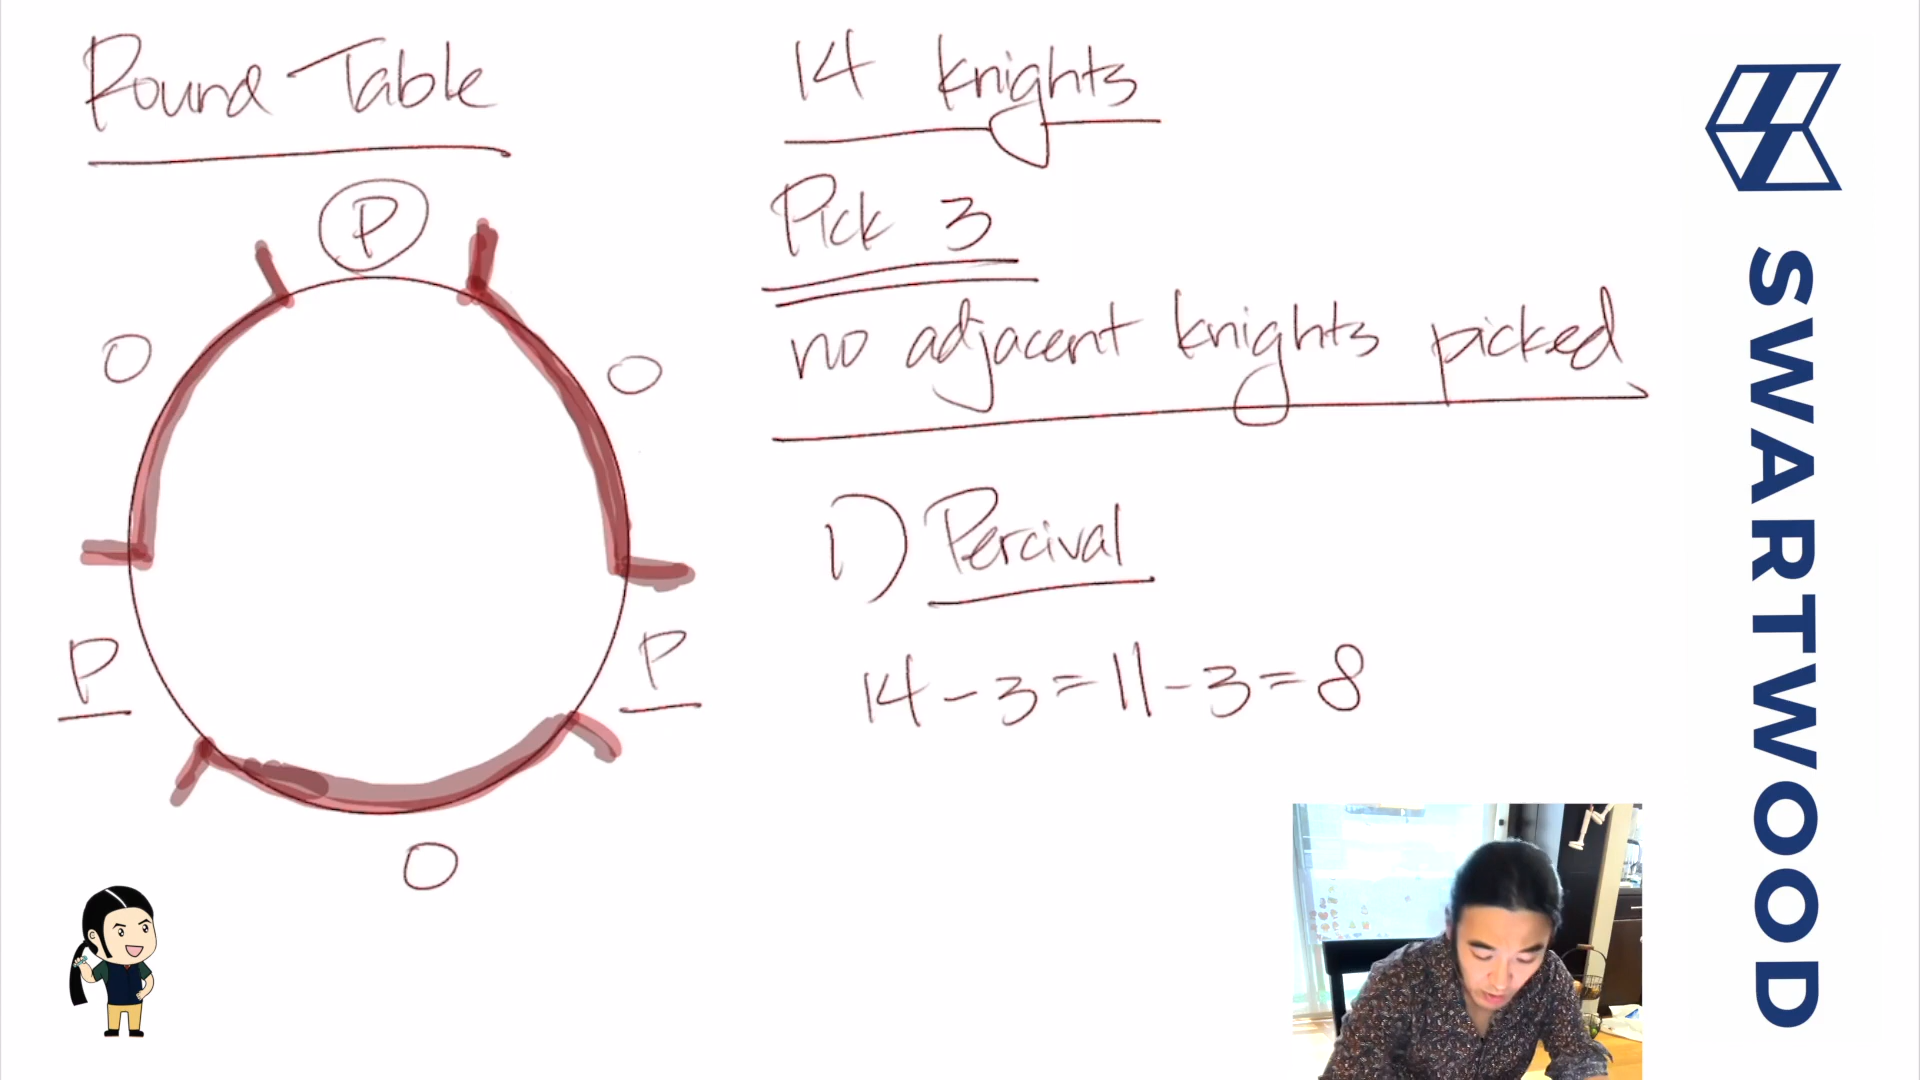 Round Table
P
O
O
P
P
O
14 knights
Pick 3
no adjacent knights picked
1) Percival
14 - 3 = 11 - 3 = 8
SWARTWOOD